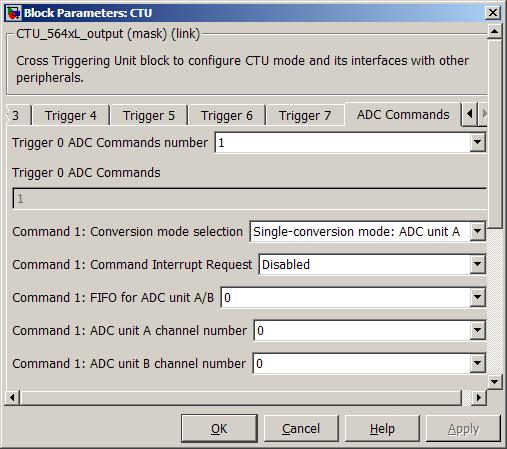 Block Parameters: CTU
CTU_564xL_output (mask) (link)
Cross Triggering Unit block to configure CTU mode and its interfaces with other
peripherals.
3 Trigger 4 Trigger 5 Trigger 6 Trigger 7 ADC Commands
Trigger 0 ADC Commands number 1
Trigger 0 ADC Commands
1
Command 1: Conversion mode selection Single-conversion mode: ADC unit A
Command 1: Command Interrupt Request Disabled
Command 1: FIFO for ADC unit A/B 0
Command 1: ADC unit A channel number 0
Command 1: ADC unit B channel number 0
OK Cancel Help Apply